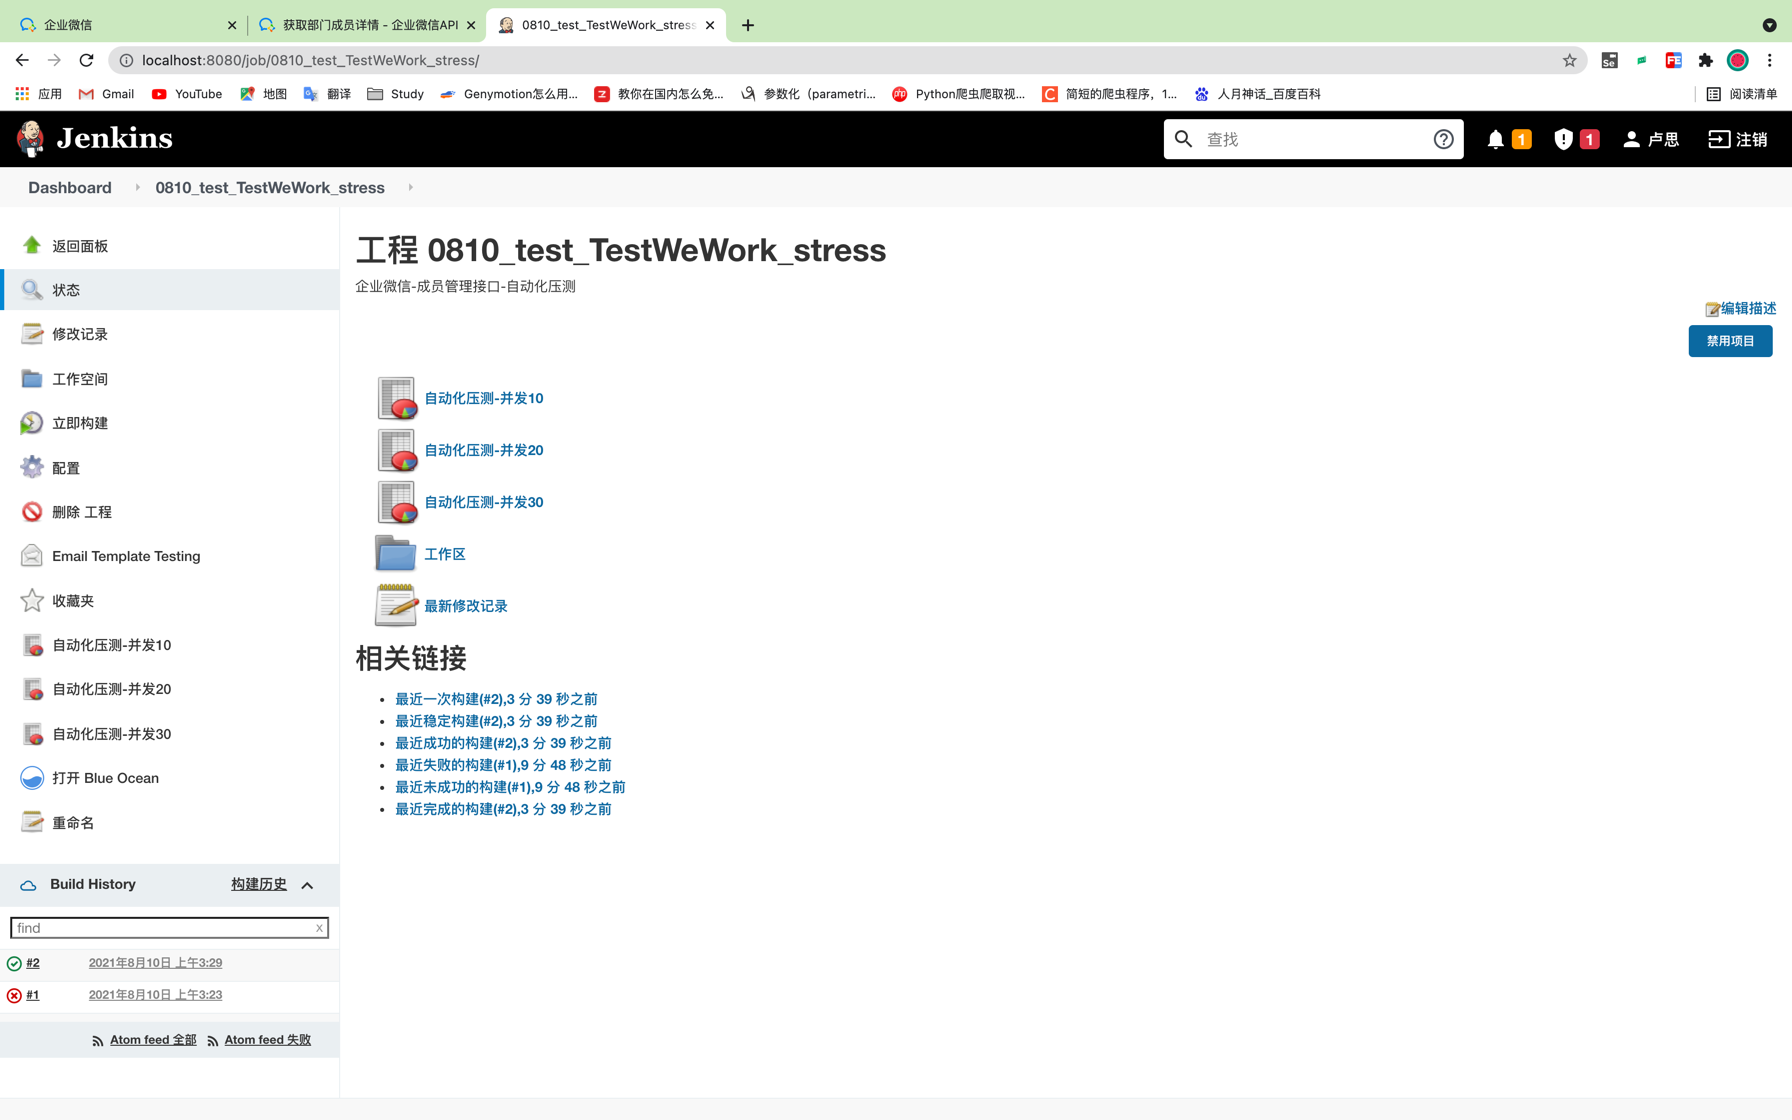 企业微信
获取部门成员详情 - 企业微信API
0810_test_TestWeWork_stress
localhost:8080/job/0810_test_TestWeWork_stress/
应用
Gmail
YouTube
地图
翻译
Study
Genymotion怎么用...
教你在国内怎么免...
参数化（parametri...
Python爬虫爬取视...
简短的爬虫程序，1...
人月神话_百度百科
阅读清单
Jenkins
查找
1
1
卢思
注销
Dashboard
0810_test_TestWeWork_stress
返回面板
状态
修改记录
工作空间
立即构建
配置
删除 工程
Email Template Testing
收藏夹
自动化压测-并发10
自动化压测-并发20
自动化压测-并发30
打开 Blue Ocean
重命名
Build History
构建历史
find
x
#2
2021年8月10日 上午3:29
#1
2021年8月10日 上午3:23
Atom feed 全部
Atom feed 失败
工程 0810_test_TestWeWork_stress
企业微信-成员管理接口-自动化压测
编辑描述
禁用项目
自动化压测-并发10
自动化压测-并发20
自动化压测-并发30
工作区
最新修改记录
相关链接
最近一次构建(#2),3 分 39 秒之前
最近稳定构建(#2),3 分 39 秒之前
最近成功的构建(#2),3 分 39 秒之前
最近失败的构建(#1),9 分 48 秒之前
最近未成功的构建(#1),9 分 48 秒之前
最近完成的构建(#2),3 分 39 秒之前